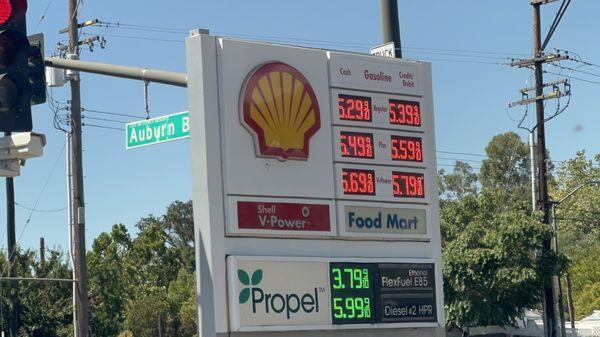 TRUCK
Auburn B
Cash Gasoline Credit/Debit
5.29 9/10 Regular 5.39 9/10
5.49 9/10 Plus 5.59 9/10
5.69 9/10 V-Power 5.79 9/10
Shell
V-Power
Food Mart
Propel™
3.79 9/10 Ethanol
FlexFuel E85
5.99 9/10 Diesel #2 HPR